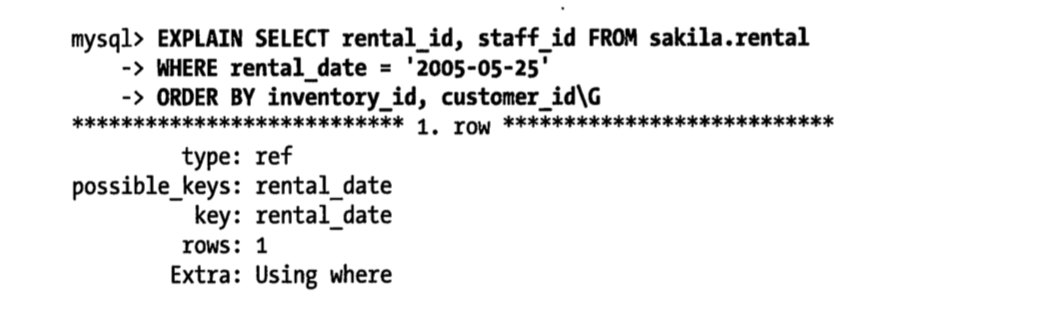 mysql> EXPLAIN SELECT rental_id, staff_id FROM sakila.rental
-> WHERE rental_date = '2005-05-25'
-> ORDER BY inventory_id, customer_id\G
*************************** 1. row ***************************
type: ref
possible_keys: rental_date
key: rental_date
rows: 1
Extra: Using where